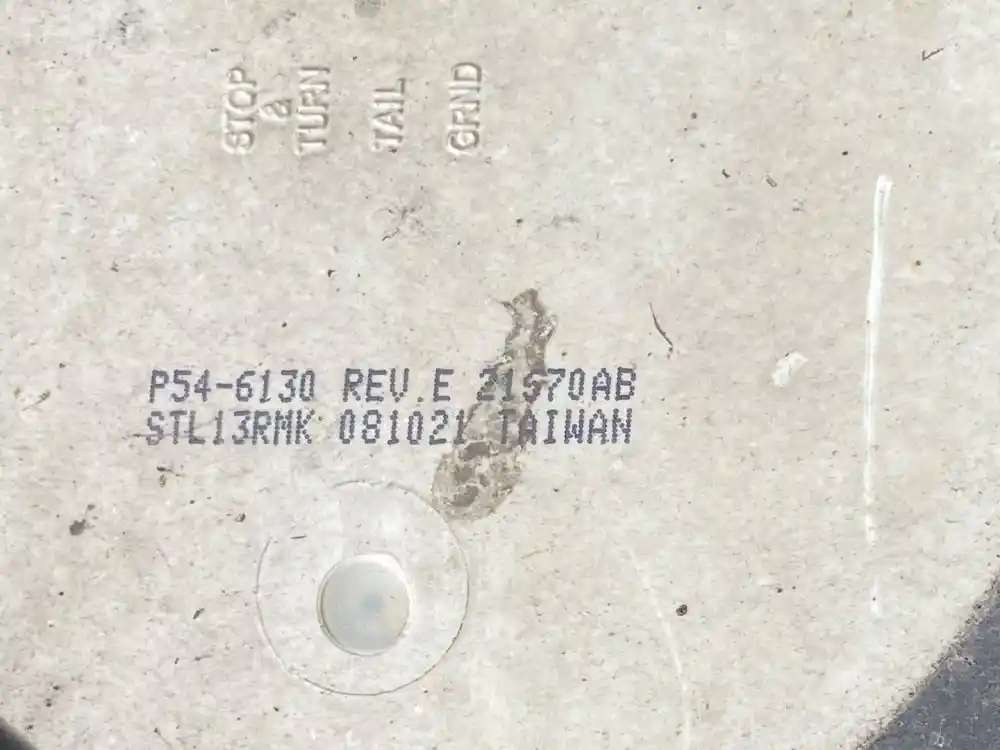 STOP
&
TURN
TAIL
GRND
P54-6130 REV.E 21S70AB
STL13RMK 081021 TAIWAN